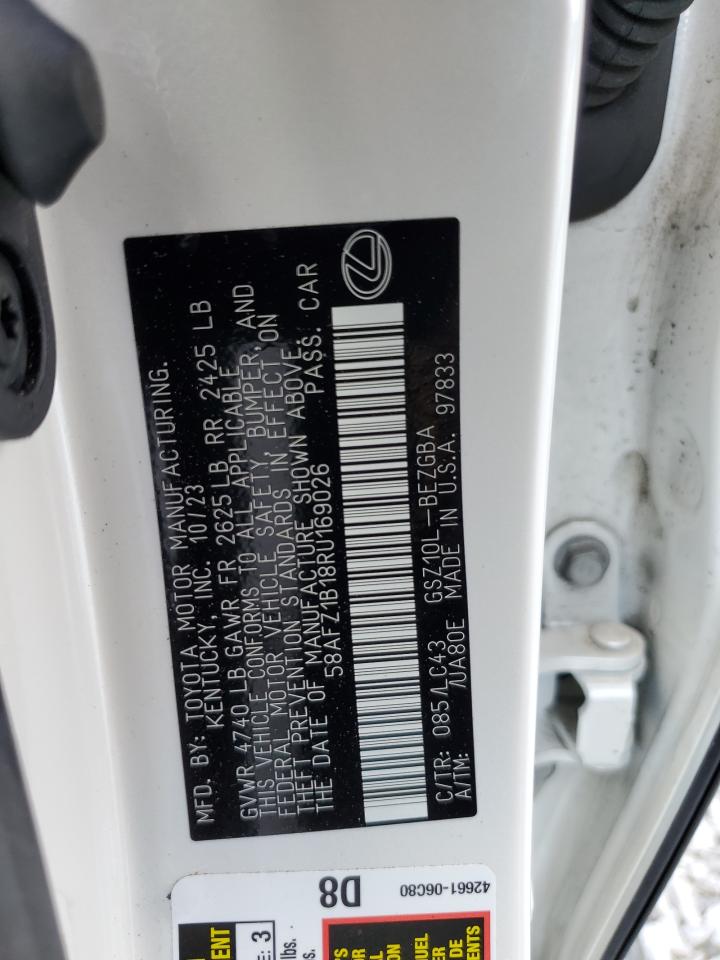 MFD. BY: TOYOTA MOTOR MANUFACTURING.
KENTUCKY, INC. 10/23
GVWR 4740 LB GAWR FR 2625 LB RR 2425 LB
THIS VEHICLE CONFORMS TO ALL APPLICABLE
FEDERAL MOTOR VEHICLE SAFETY, BUMPER, AND
THEFT PREVENTION STANDARDS IN EFFECT ON
THE DATE OF MANUFACTURE SHOWN ABOVE.
58AFZ1B18RU169026 PASS. CAR
C/TR: 085/LC43 GSZ10L-BEZGBA
A/TM: /UA80E MADE IN U.S.A. 97833
D8
42661-06C80
3
lbs.